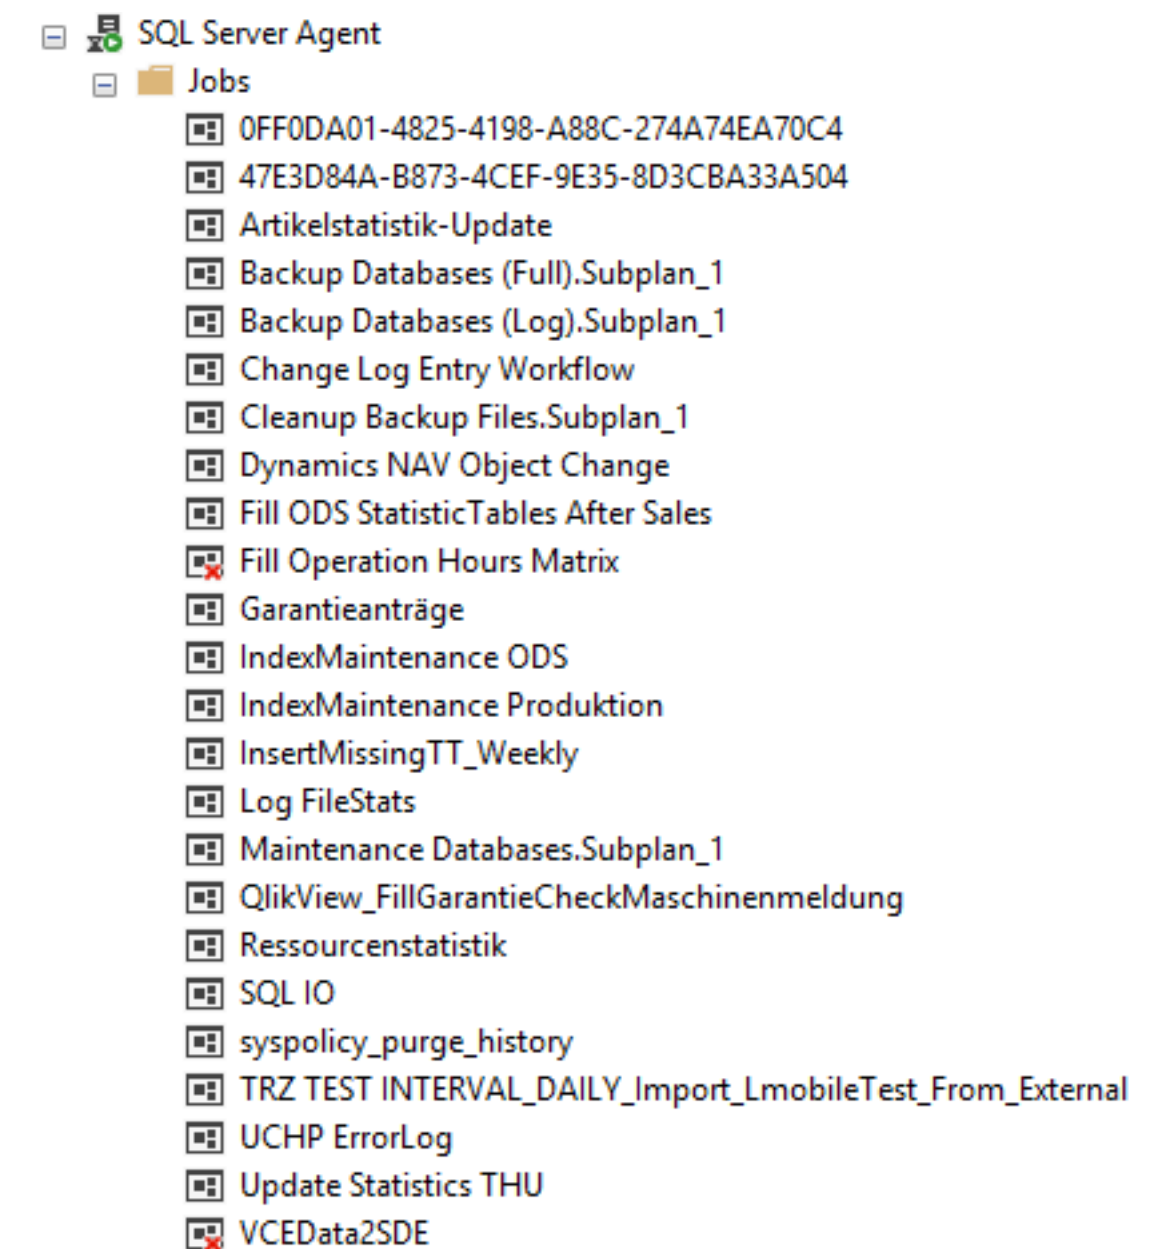 SQL Server Agent
Jobs
0FF0DA01-4825-4198-A88C-274A74EA70C4
47E3D84A-B873-4CEF-9E35-8D3CBA33A504
Artikelstatistik-Update
Backup Databases (Full).Subplan_1
Backup Databases (Log).Subplan_1
Change Log Entry Workflow
Cleanup Backup Files.Subplan_1
Dynamics NAV Object Change
Fill ODS StatisticTables After Sales
Fill Operation Hours Matrix
Garantieanträge
IndexMaintenance ODS
IndexMaintenance Produktion
InsertMissingTT_Weekly
Log FileStats
Maintenance Databases.Subplan_1
QlikView_FillGarantieCheckMaschinenmeldung
Ressourcenstatistik
SQL IO
syspolicy_purge_history
TRZ TEST INTERVAL_DAILY_Import_LmobileTest_From_External
UCHP ErrorLog
Update Statistics THU
VCEData2SDE